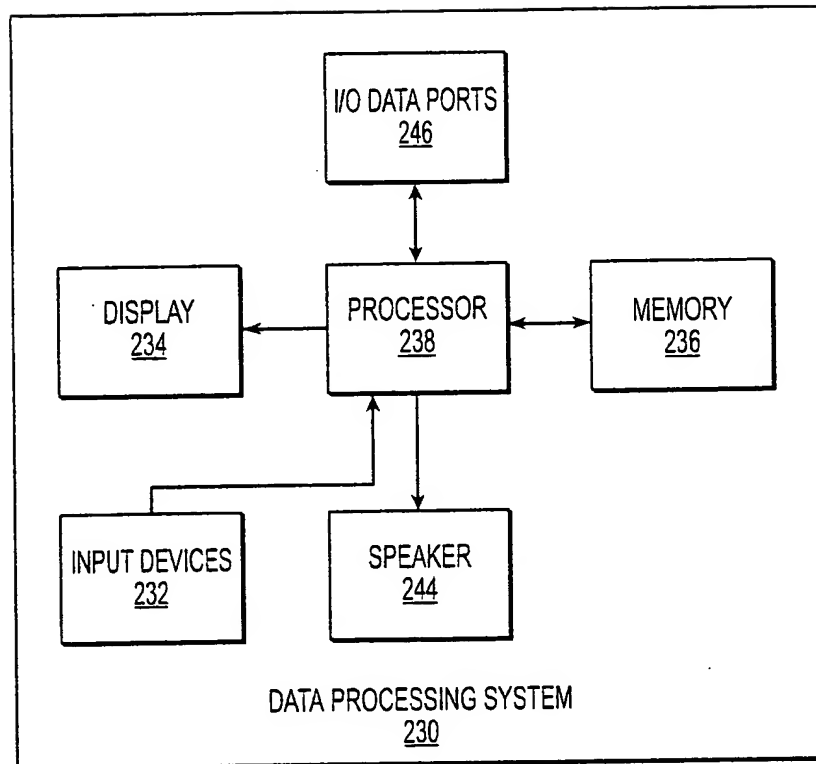 I/O DATA PORTS
246
DISPLAY
234
PROCESSOR
238
MEMORY
236
INPUT DEVICES
232
SPEAKER
244
DATA PROCESSING SYSTEM
230